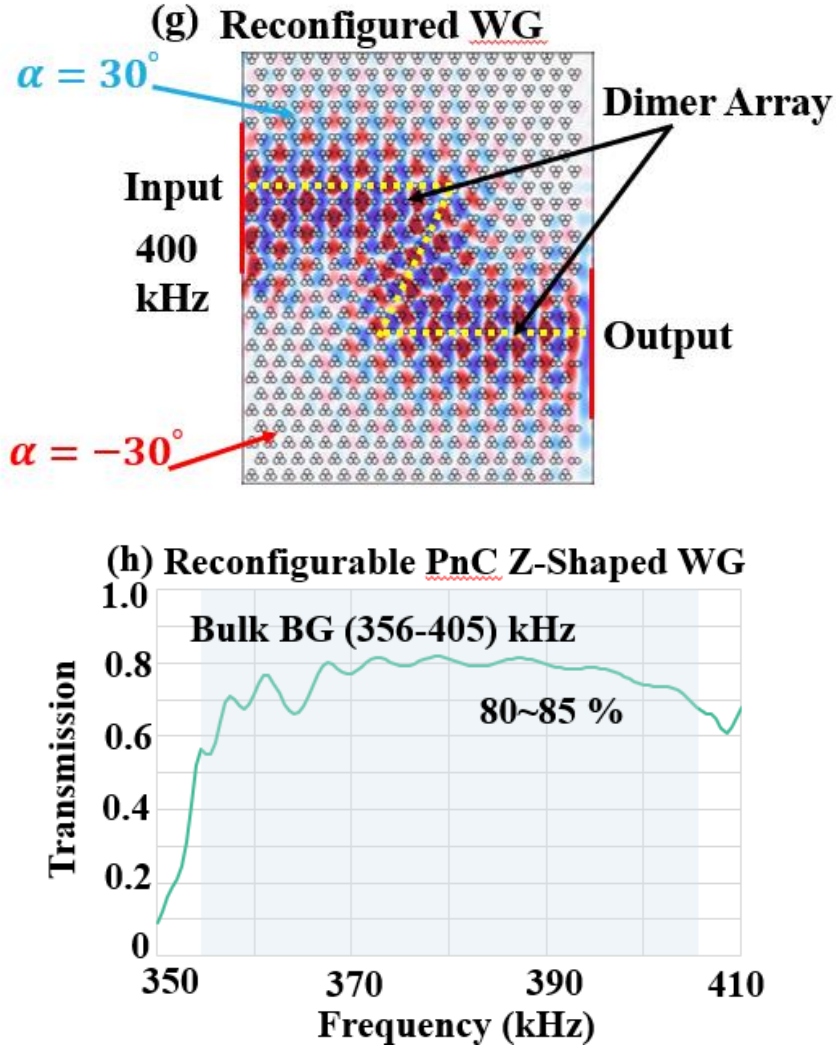 (g) Reconfigured WG
α = 30°
Dimer Array
Input
400
kHz
Output
α = −30°
(h) Reconfigurable PnC Z-Shaped WG
1.0
Bulk BG (356-405) kHz
0.8
80~85 %
0.6
0.4
0.2
0
Transmission
350 370 390 410
Frequency (kHz)